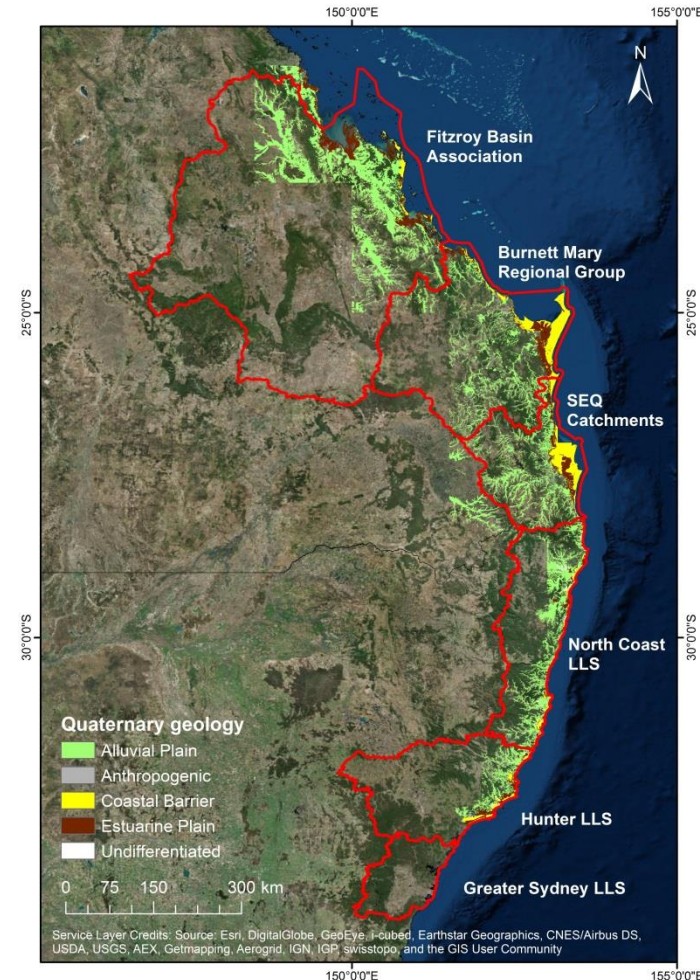 150°0'0"E
155°0'0"E
N
Fitzroy Basin
Association
Burnett Mary
Regional Group
25°0'0"S
25°0'0"S
SEQ
Catchments
30°0'0"S
30°0'0"S
North Coast
LLS
Quaternary geology
Alluvial Plain
Anthropogenic
Coastal Barrier
Estuarine Plain
Undifferentiated
Hunter LLS
0 75 150 300 km
Greater Sydney LLS
Service Layer Credits: Source: Esri, DigitalGlobe, GeoEye, i-cubed, Earthstar Geographics, CNES/Airbus DS,
USDA, USGS, AEX, Getmapping, Aerogrid, IGN, IGP, swisstopo, and the GIS User Community
150°0'0"E
155°0'0"E